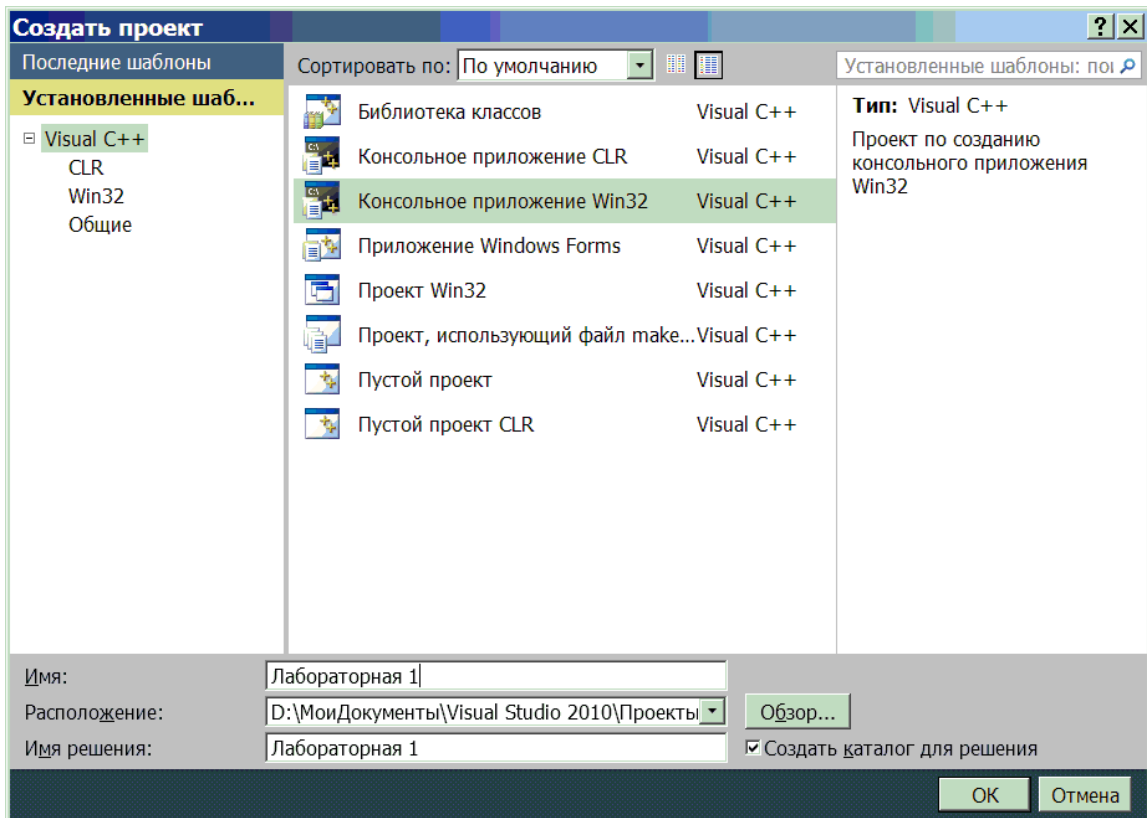 Создать проект
Последние шаблоны
Установленные шаб...
Visual C++
CLR
Win32
Общие
Сортировать по: По умолчанию
Библиотека классов Visual C++
Консольное приложение CLR Visual C++
Консольное приложение Win32 Visual C++
Приложение Windows Forms Visual C++
Проект Win32 Visual C++
Проект, использующий файл make... Visual C++
Пустой проект Visual C++
Пустой проект CLR Visual C++
Установленные шаблоны:
Тип: Visual C++
Проект по созданию
консольного приложения
Win32
Имя: Лабораторная 1
Расположение: D:\МоиДокументы\Visual Studio 2010\Проекты Обзор...
Имя решения: Лабораторная 1 Создать каталог для решения
OK Отмена